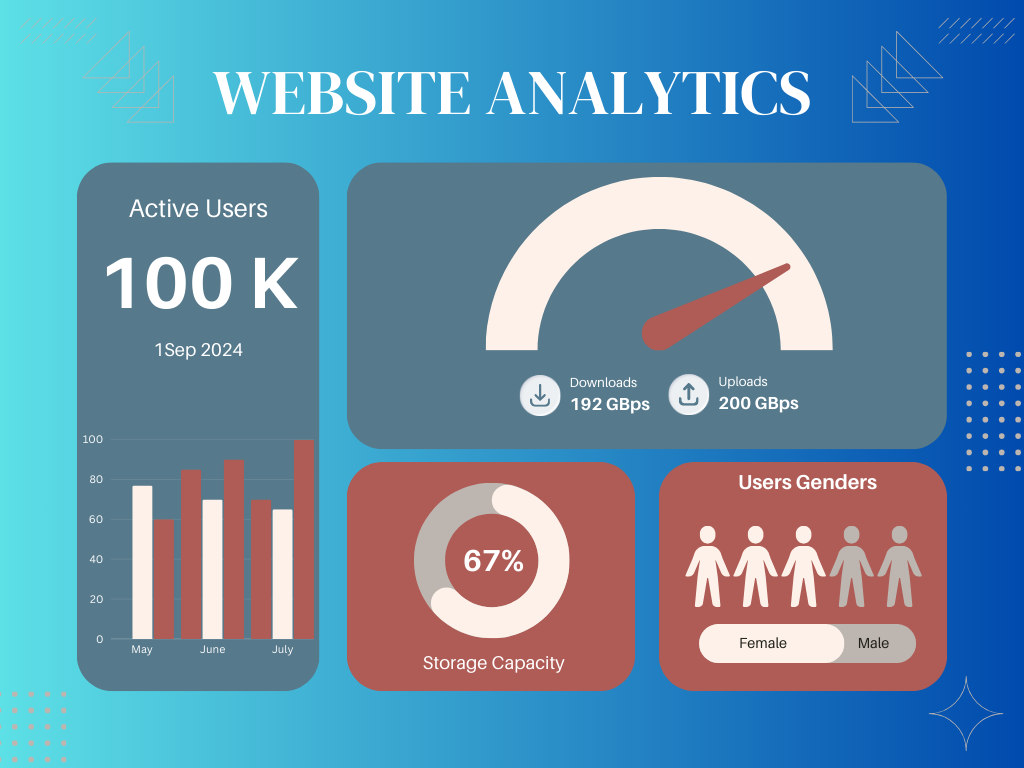 WEBSITE ANALYTICS
Active Users
100 K
1Sep 2024
100
80
60
40
20
0
May June July
Downloads
192 GBps
Uploads
200 GBps
67%
Storage Capacity
Users Genders
Female Male